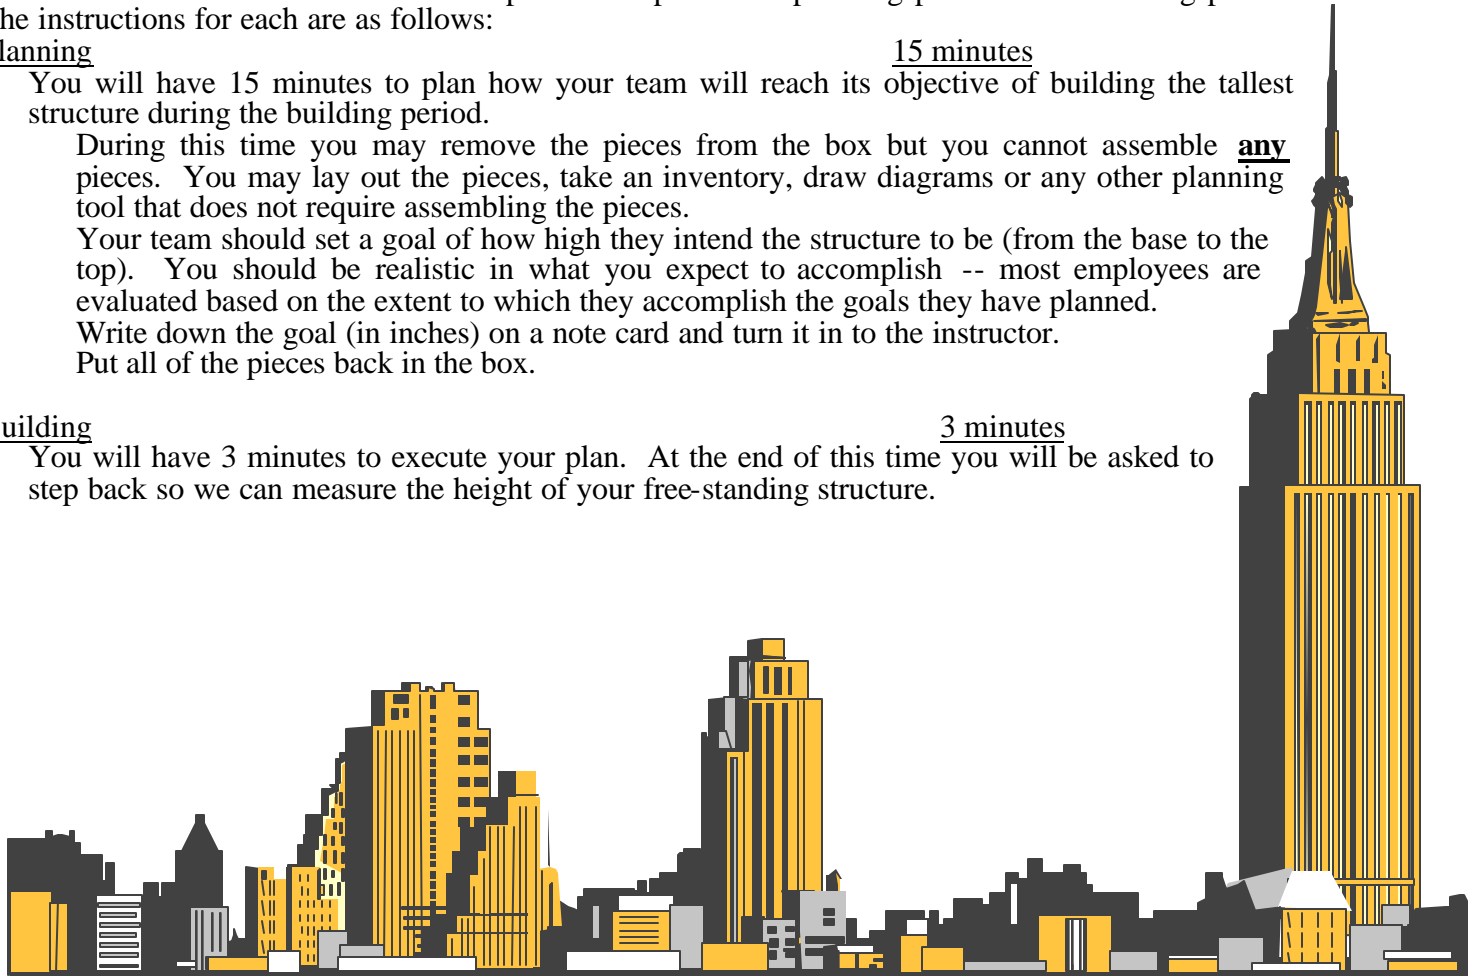 he instructions for each are as follows:
lanning 15 minutes
You will have 15 minutes to plan how your team will reach its objective of building the tallest
structure during the building period.
During this time you may remove the pieces from the box but you cannot assemble any
pieces. You may lay out the pieces, take an inventory, draw diagrams or any other planning
tool that does not require assembling the pieces.
Your team should set a goal of how high they intend the structure to be (from the base to the
top). You should be realistic in what you expect to accomplish -- most employees are
evaluated based on the extent to which they accomplish the goals they have planned.
Write down the goal (in inches) on a note card and turn it in to the instructor.
Put all of the pieces back in the box.
uilding 3 minutes
You will have 3 minutes to execute your plan. At the end of this time you will be asked to
step back so we can measure the height of your free-standing structure.